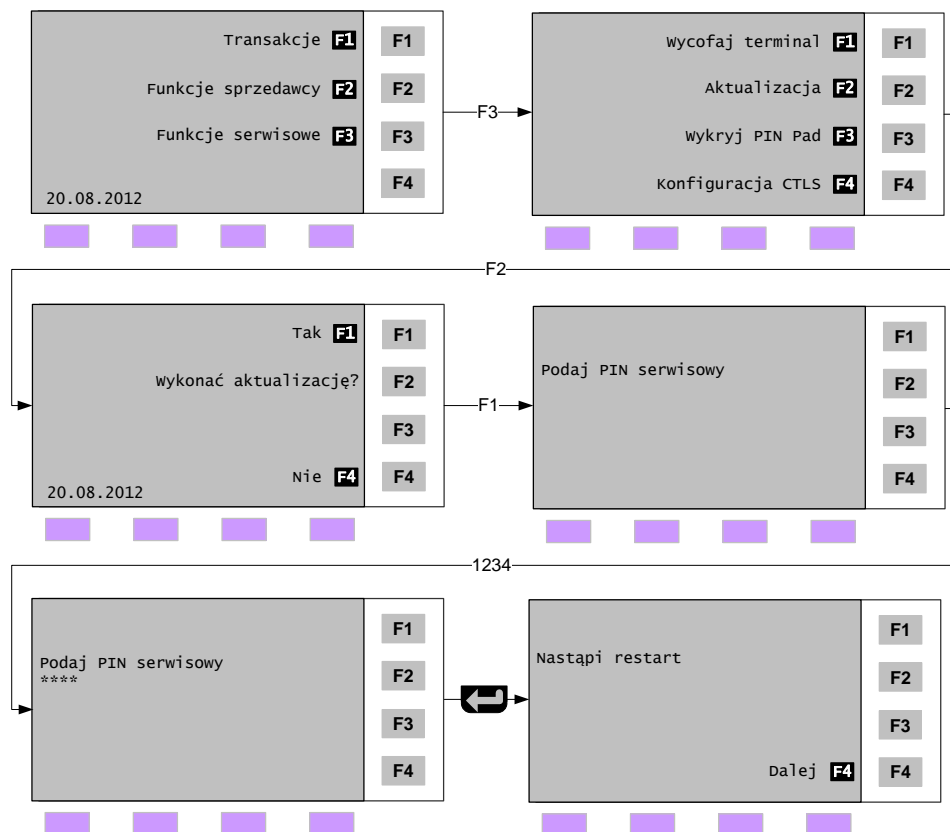 Transakcje F1 F1
Funkcje sprzedawcy F2 F2
Funkcje serwisowe F3 F3
F4
20.08.2012
F3
Wycofaj terminal F1 F1
Aktualizacja F2 F2
Wykryj PIN Pad F3 F3
Konfiguracja CTLS F4 F4
F2
Tak F1 F1
Wykonać aktualizację? F2
F3
Nie F4 F4
20.08.2012
F1
F1
Podaj PIN serwisowy
F2
F3
F4
1234
F1
Podaj PIN serwisowy
**** F2
F3
F4
F1
Nastąpi restart
F2
F3
Dalej F4 F4